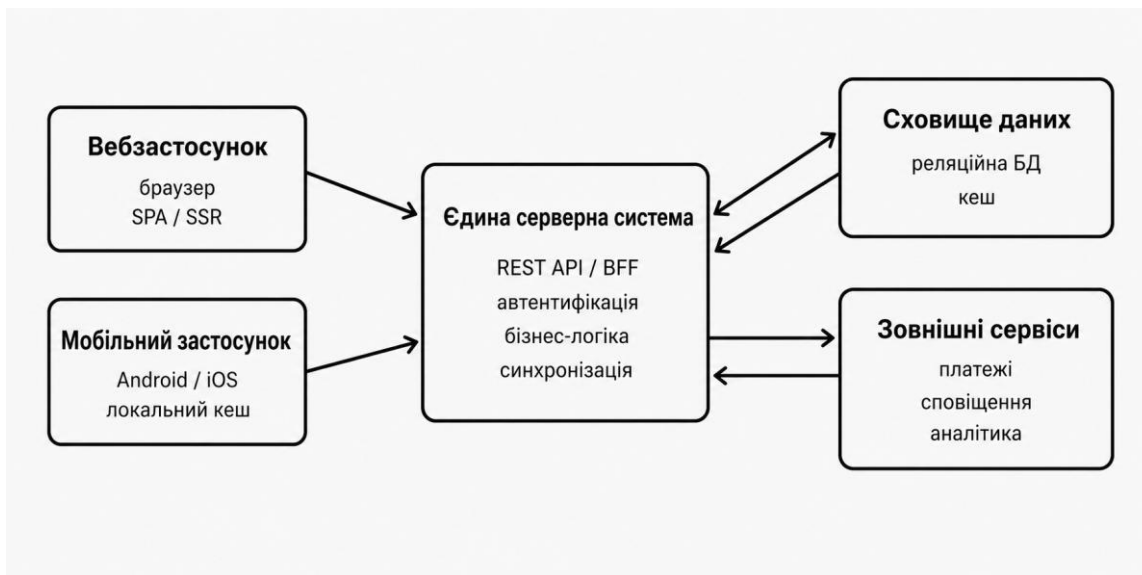 Вебзастосунок
браузер
SPA / SSR
Мобільний застосунок
Android / iOS
локальний кеш
Єдина серверна система
REST API / BFF
автентифікація
бізнес-логіка
синхронізація
Сховище даних
реляційна БД
кеш
Зовнішні сервіси
платежі
сповіщення
аналітика